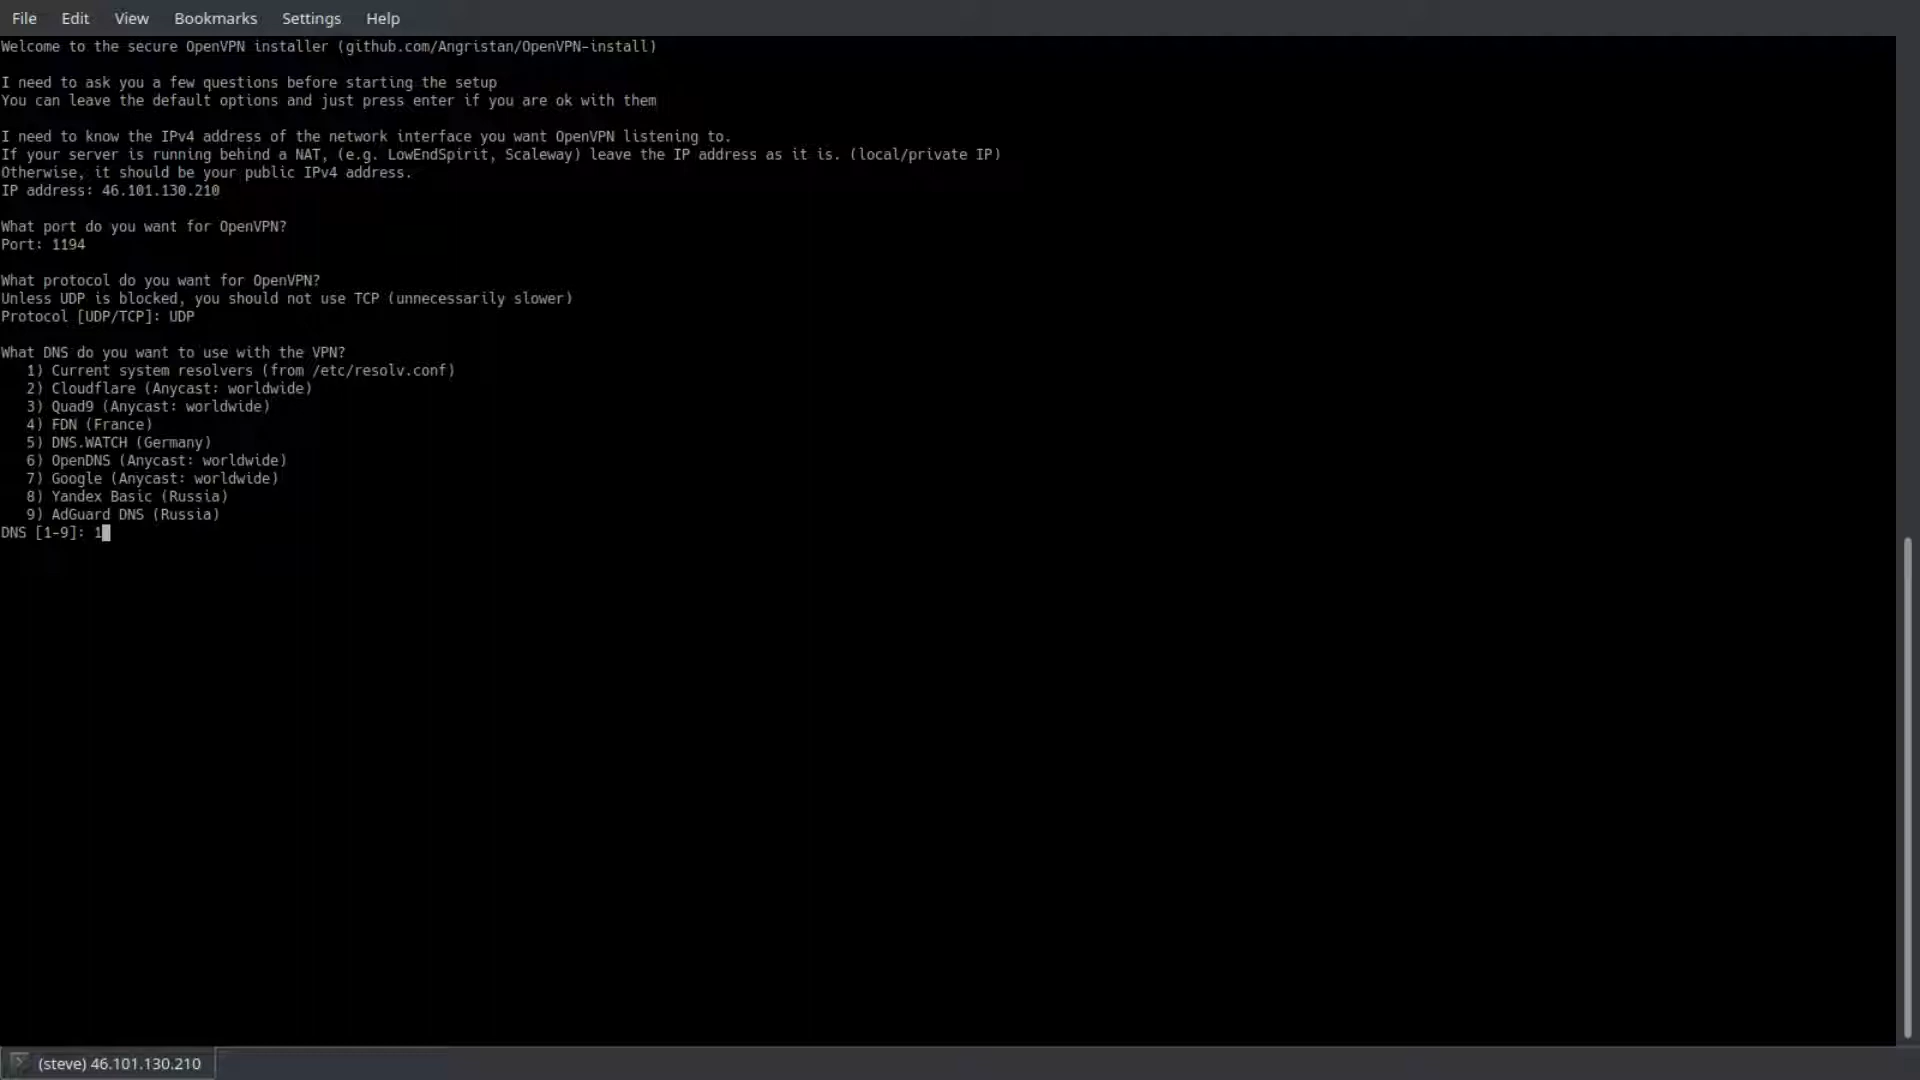 File Edit View Bookmarks Settings Help
Welcome to the secure OpenVPN installer (github.com/Angristan/OpenVPN-install)
I need to ask you a few questions before starting the setup
You can leave the default options and just press enter if you are ok with them
I need to know the IPv4 address of the network interface you want OpenVPN listening to.
If your server is running behind a NAT, (e.g. LowEndSpirit, Scaleway) leave the IP address as it is. (local/private IP)
Otherwise, it should be your public IPv4 address.
IP address: 46.101.130.210
What port do you want for OpenVPN?
Port: 1194
What protocol do you want for OpenVPN?
Unless UDP is blocked, you should not use TCP (unnecessarily slower)
Protocol [UDP/TCP]: UDP
What DNS do you want to use with the VPN?
1) Current system resolvers (from /etc/resolv.conf)
2) Cloudflare (Anycast: worldwide)
3) Quad9 (Anycast: worldwide)
4) FDN (France)
5) DNS.WATCH (Germany)
6) OpenDNS (Anycast: worldwide)
7) Google (Anycast: worldwide)
8) Yandex Basic (Russia)
9) AdGuard DNS (Russia)
DNS [1-9]: 1
(steve) 46.101.130.210